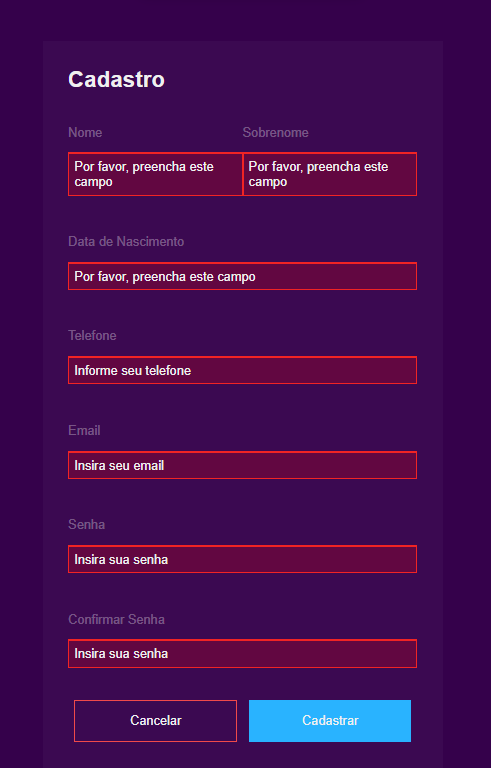 Cadastro
Nome Sobrenome
Por favor, preencha este Por favor, preencha este
campo campo
Data de Nascimento
Por favor, preencha este campo
Telefone
Informe seu telefone
Email
Insira seu email
Senha
Insira sua senha
Confirmar Senha
Insira sua senha
Cancelar Cadastrar